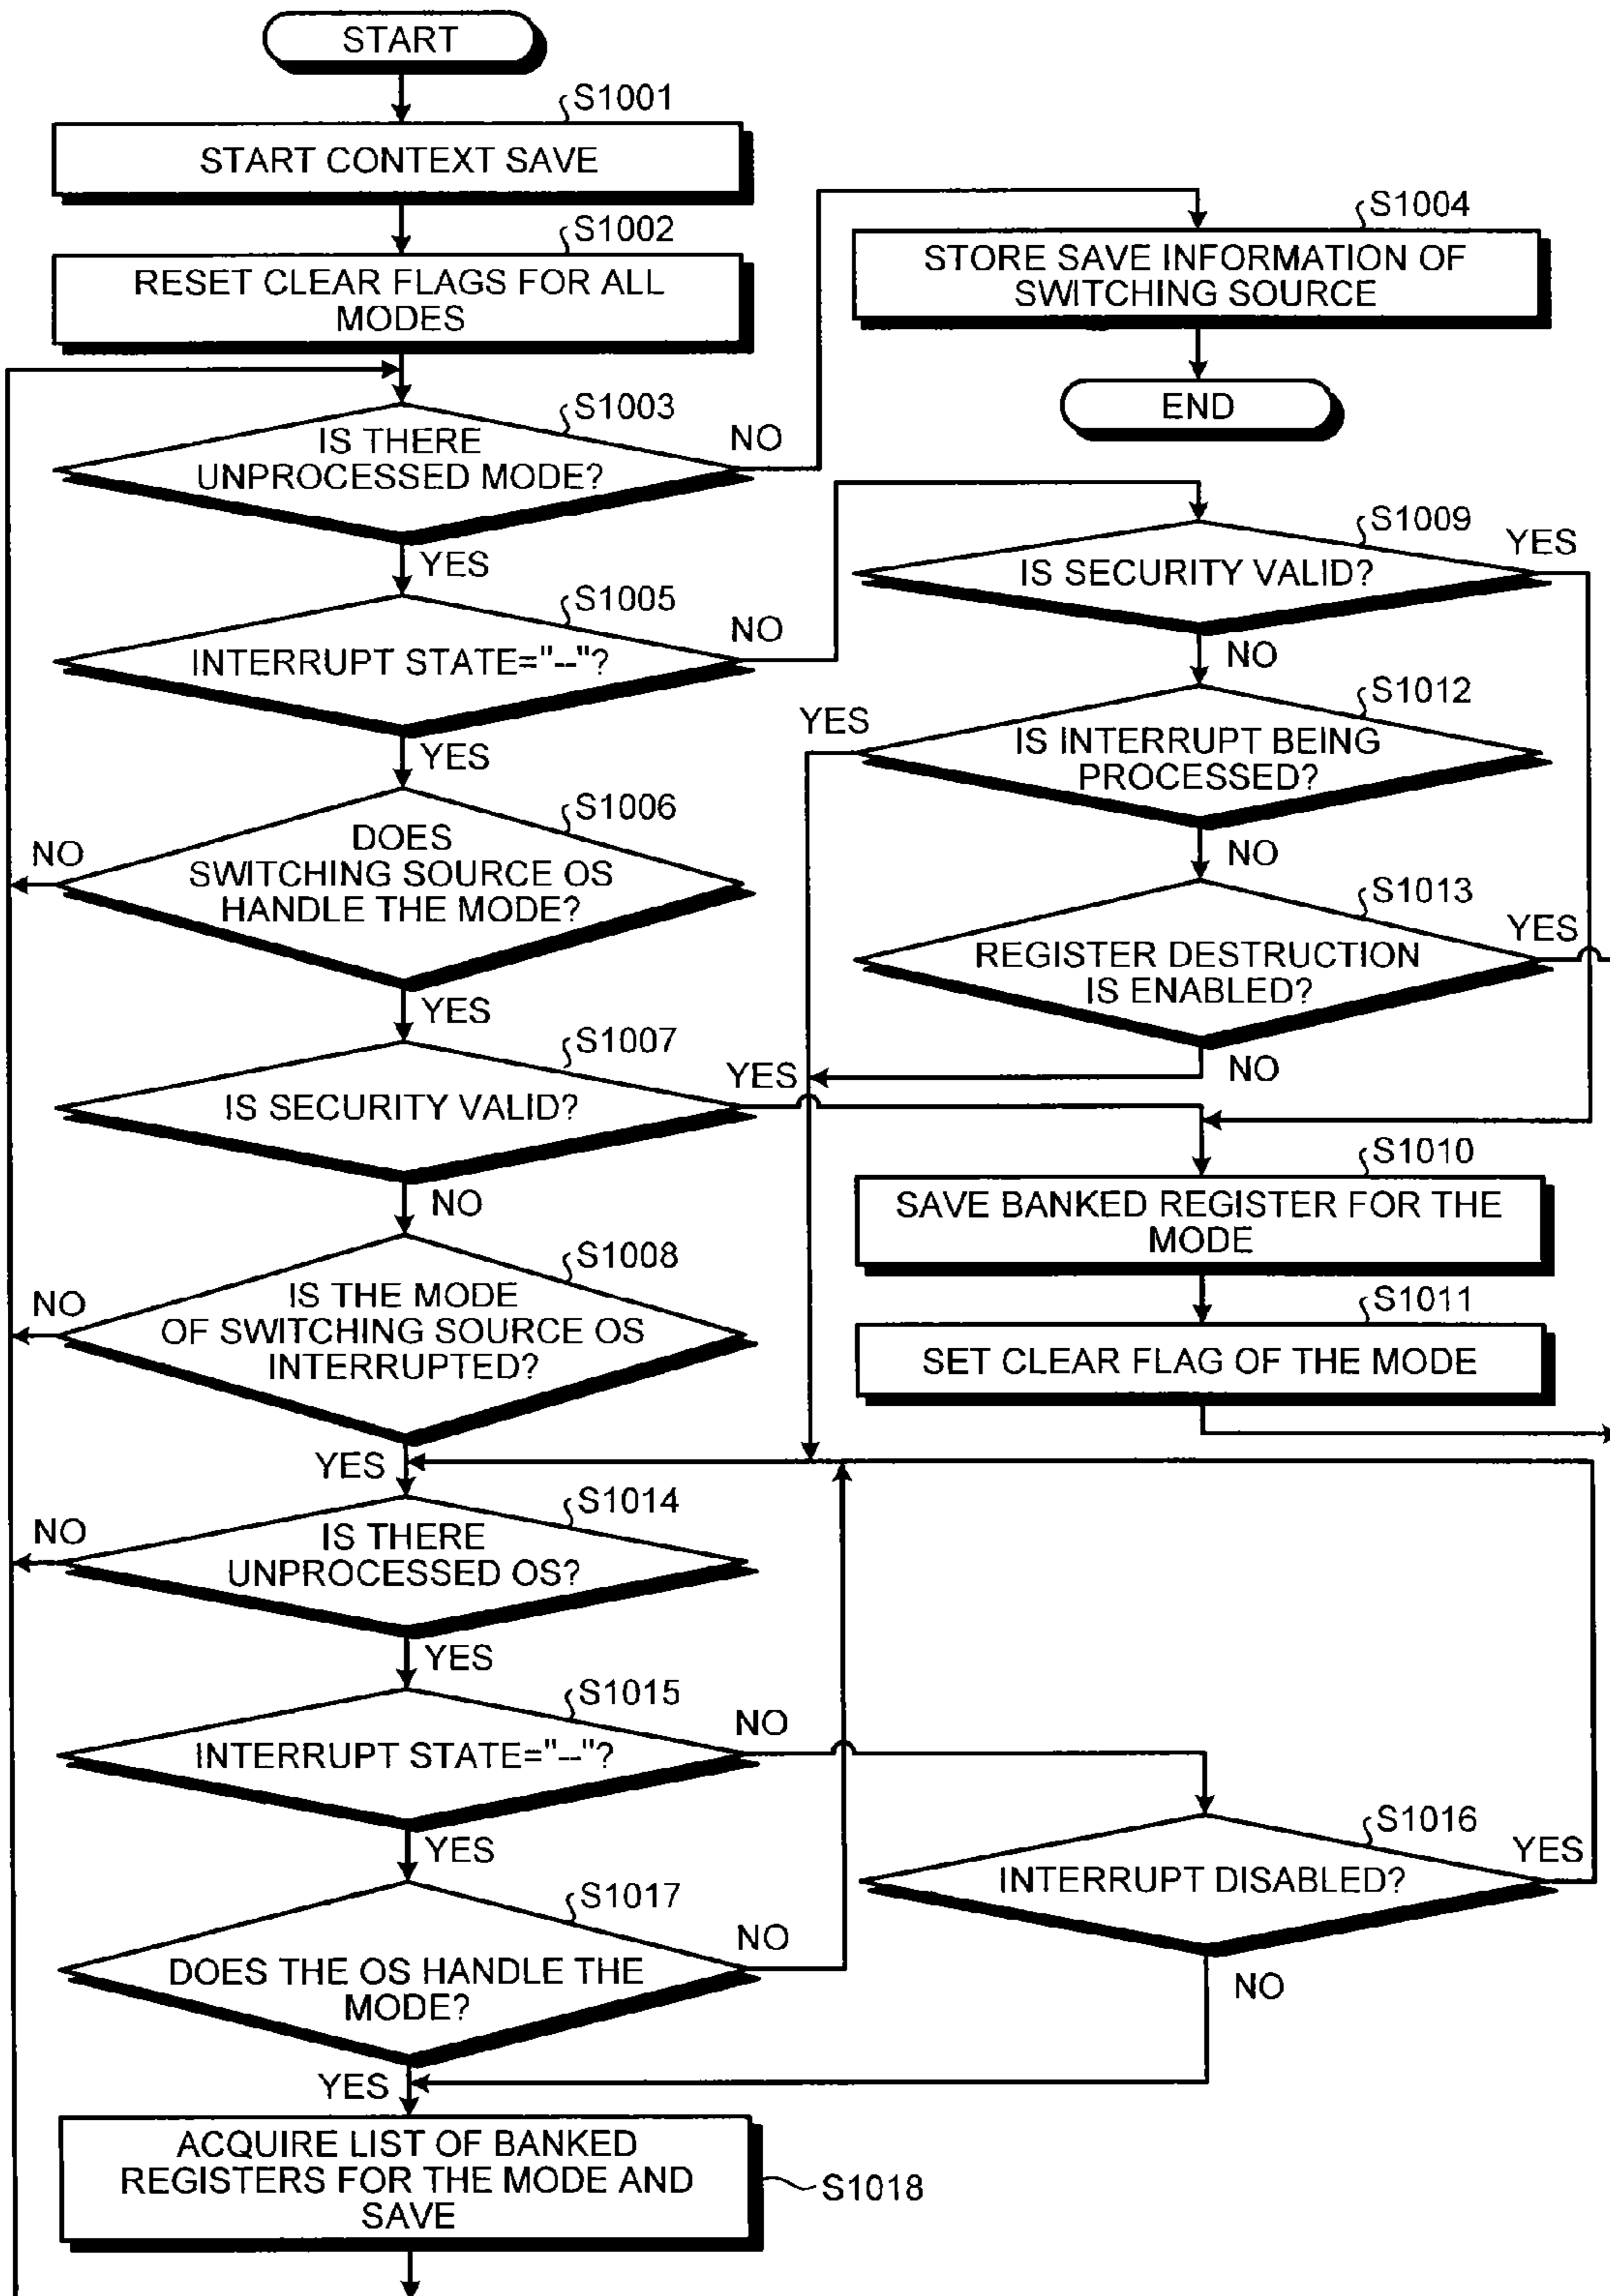 START
S1001
START CONTEXT SAVE
S1002
RESET CLEAR FLAGS FOR ALL
MODES
S1003
IS THERE
UNPROCESSED MODE?
NO
YES
S1004
STORE SAVE INFORMATION OF
SWITCHING SOURCE
END
S1005
INTERRUPT STATE="--"?
NO
YES
S1006
DOES
SWITCHING SOURCE OS
HANDLE THE MODE?
NO
YES
S1007
IS SECURITY VALID?
YES
NO
S1008
IS THE MODE
OF SWITCHING SOURCE OS
INTERRUPTED?
NO
YES
S1009
IS SECURITY VALID?
YES
NO
S1012
IS INTERRUPT BEING
PROCESSED?
YES
NO
S1013
REGISTER DESTRUCTION
IS ENABLED?
YES
NO
S1010
SAVE BANKED REGISTER FOR THE
MODE
S1011
SET CLEAR FLAG OF THE MODE
S1014
IS THERE
UNPROCESSED OS?
NO
YES
S1015
INTERRUPT STATE="--"?
NO
YES
S1016
INTERRUPT DISABLED?
YES
NO
S1017
DOES THE OS HANDLE THE
MODE?
NO
YES
ACQUIRE LIST OF BANKED
REGISTERS FOR THE MODE AND
SAVE
S1018